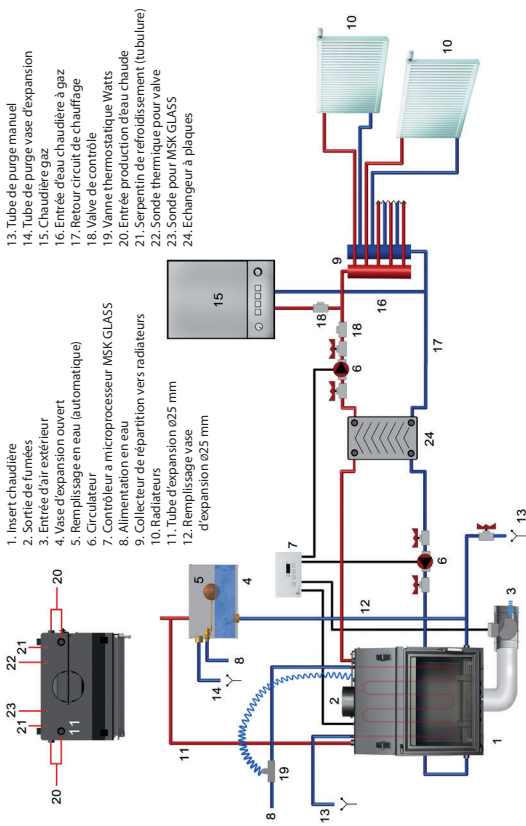 1. Insert chaudière
2. Sortie de fumées
3. Entrée d'air extérieur
4. Vase d'expansion ouvert
5. Remplissage en eau (automatique)
6. Circulateur
7. Contrôleur a microprocesseur MSK GLASS
8. Alimentation en eau
9. Collecteur de répartition vers radiateurs
10. Radiateurs
11. Tube d'expansion ø25 mm
12. Remplissage vase
d'expansion ø25 mm
13. Tube de purge manuel
14. Tube de purge vase d'expansion
15. Chaudière gaz
16. Entrée d'eau chaudière à gaz
17. Retour circuit de chauffage
18. Valve de contrôle
19. Vanne thermostatique Watts
20. Entrée production d'eau chaude
21. Serpentin de refroidissement (tubulure)
22. Sonde thermique pour valve
23. Sonde pour MSK GLASS
24. Echangeur à plaques
20
21
23
22
21
20
11
10
10
15
9
18
18
16
6
17
24
7
5
4
14
8
12
6
11
2
19
8
13
3
13
1